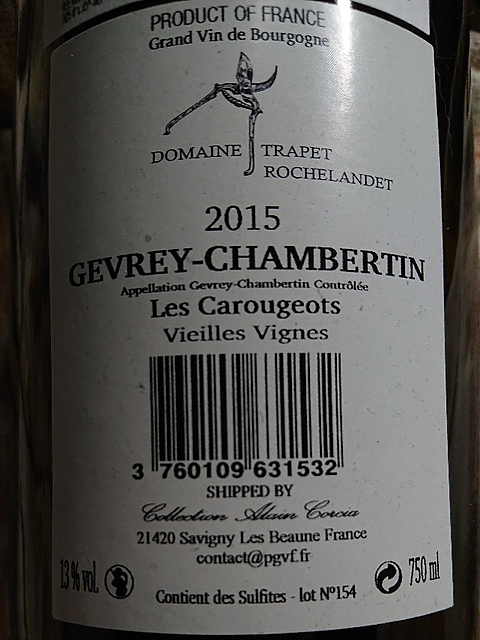 PRODUCT OF FRANCE
Grand Vin de Bourgogne
DOMAINE TRAPET
ROCHELANDET
2015
GEVREY-CHAMBERTIN
Appellation Gevrey-Chambertin Contrôlée
Les Carougeots
Vieilles Vignes
3 760109 631532
SHIPPED BY
Collection Alain Corcia
21420 Savigny Les Beaune France
contact@pgvf.fr
13% vol.
750 ml
Contient des Sulfites - lot N°154